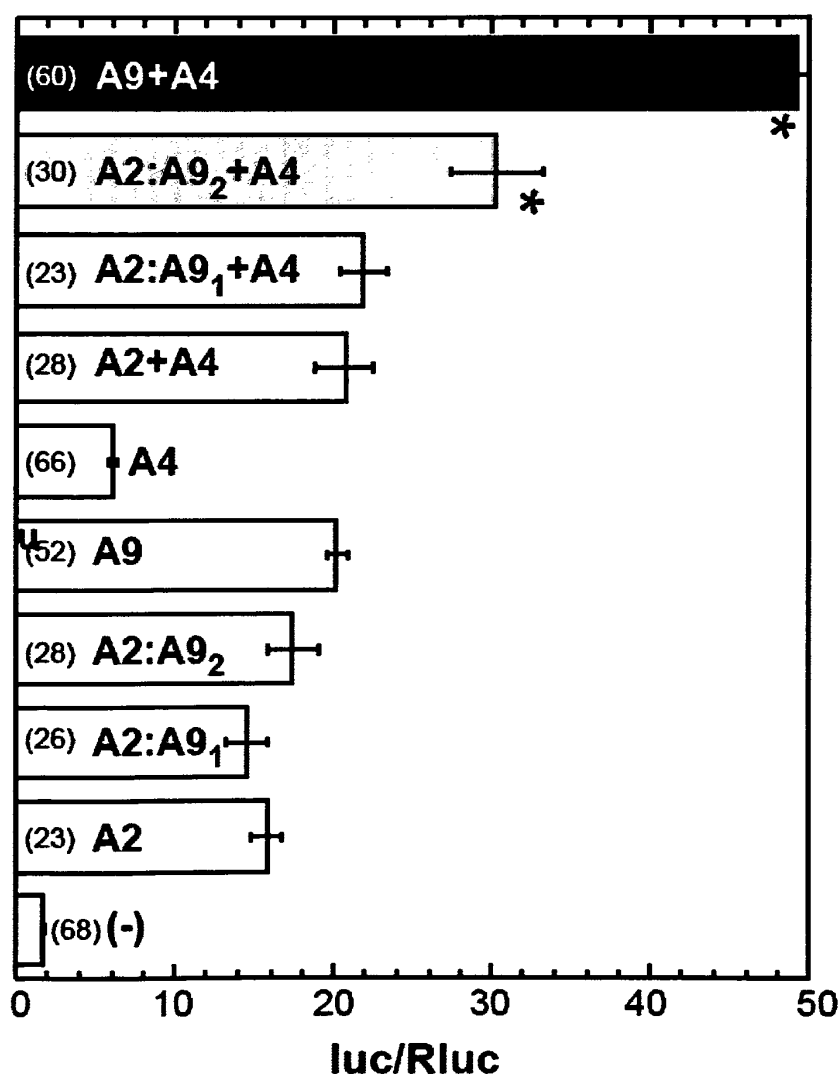 (60) A9+A4
*
(30) A2:A9₂+A4
*
(23) A2:A9₁+A4
(28) A2+A4
(66) A4
u
(52) A9
(28) A2:A9₂
(26) A2:A9₁
(23) A2
(68) (-)
0 10 20 30 40 50
luc/Rluc